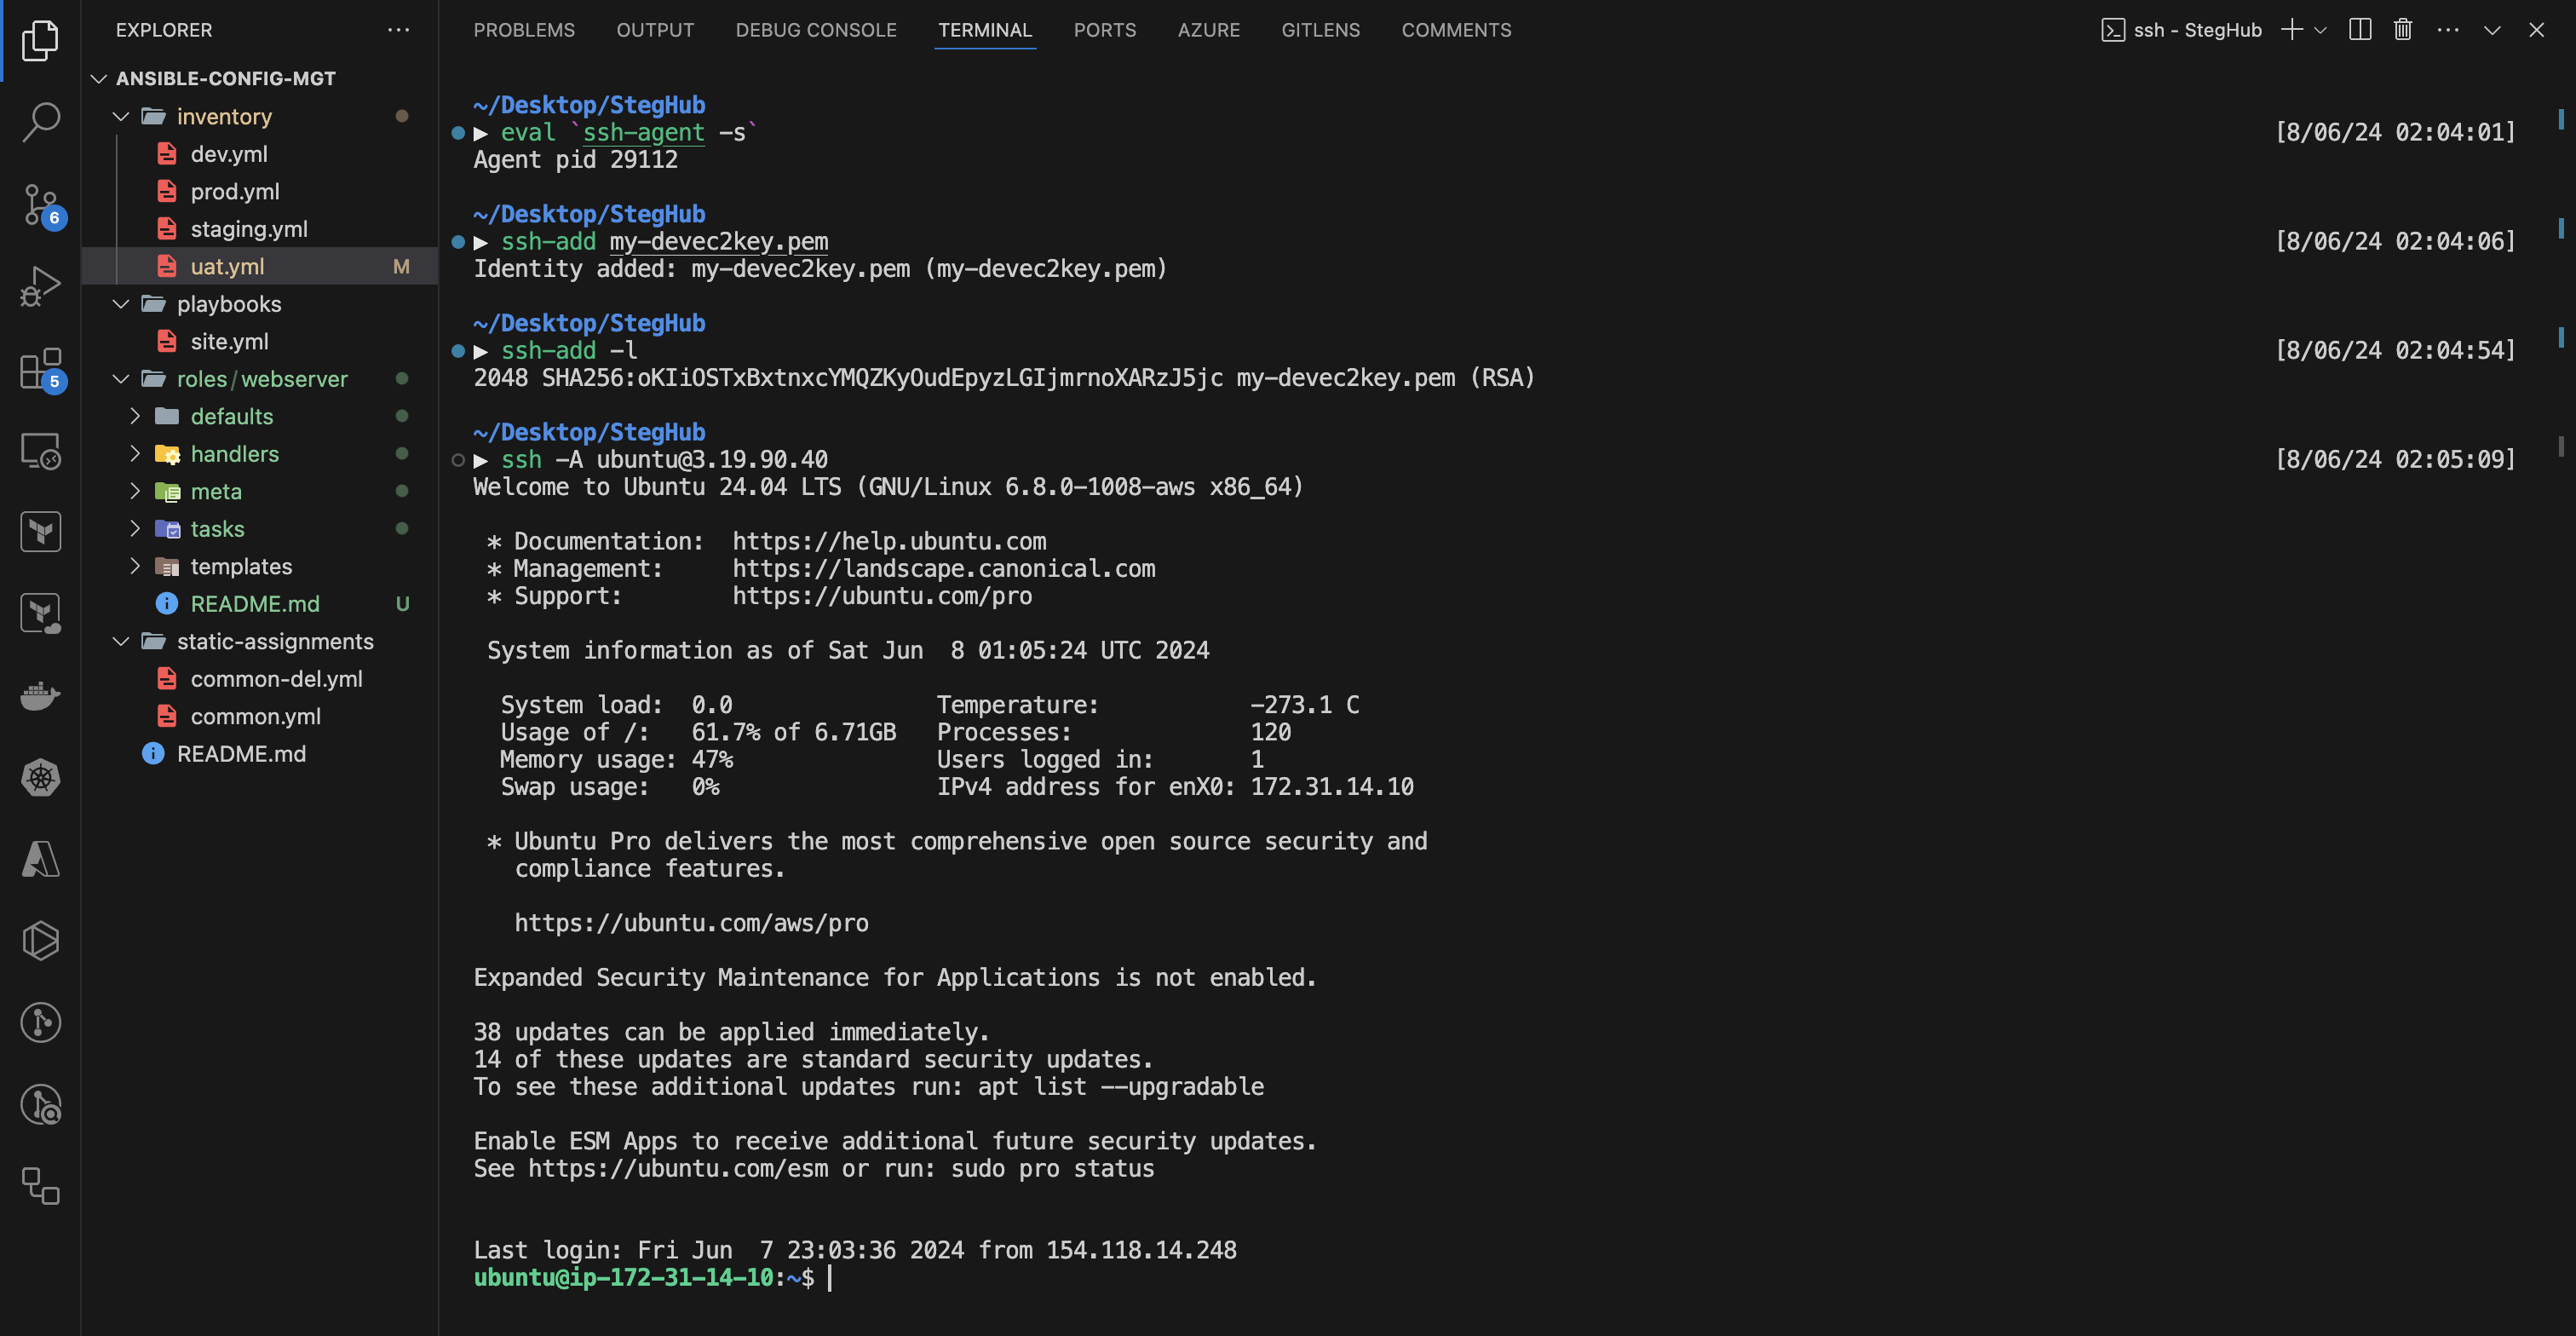 EXPLORER
ANSIBLE-CONFIG-MGT
inventory
dev.yml
prod.yml
staging.yml
uat.yml M
playbooks
site.yml
roles/webserver
defaults
handlers
meta
tasks
templates
README.md U
static-assignments
common-del.yml
common.yml
README.md
6
5
PROBLEMS OUTPUT DEBUG CONSOLE TERMINAL PORTS AZURE GITLENS COMMENTS
ssh - StegHub
~/Desktop/StegHub
eval `ssh-agent -s` [8/06/24 02:04:01]
Agent pid 29112
~/Desktop/StegHub
ssh-add my-devec2key.pem [8/06/24 02:04:06]
Identity added: my-devec2key.pem (my-devec2key.pem)
~/Desktop/StegHub
ssh-add -l [8/06/24 02:04:54]
2048 SHA256:oKIiOSTxBxtnxcYMQZKyOudEpyzLGIjmrnoXARzJ5jc my-devec2key.pem (RSA)
~/Desktop/StegHub
ssh -A ubuntu@3.19.90.40 [8/06/24 02:05:09]
Welcome to Ubuntu 24.04 LTS (GNU/Linux 6.8.0-1008-aws x86_64)
* Documentation: https://help.ubuntu.com
* Management: https://landscape.canonical.com
* Support: https://ubuntu.com/pro
System information as of Sat Jun 8 01:05:24 UTC 2024
System load: 0.0 Temperature: -273.1 C
Usage of /: 61.7% of 6.71GB Processes: 120
Memory usage: 47% Users logged in: 1
Swap usage: 0% IPv4 address for enX0: 172.31.14.10
* Ubuntu Pro delivers the most comprehensive open source security and
compliance features.
https://ubuntu.com/aws/pro
Expanded Security Maintenance for Applications is not enabled.
38 updates can be applied immediately.
14 of these updates are standard security updates.
To see these additional updates run: apt list --upgradable
Enable ESM Apps to receive additional future security updates.
See https://ubuntu.com/esm or run: sudo pro status
Last login: Fri Jun 7 23:03:36 2024 from 154.118.14.248
ubuntu@ip-172-31-14-10:~$